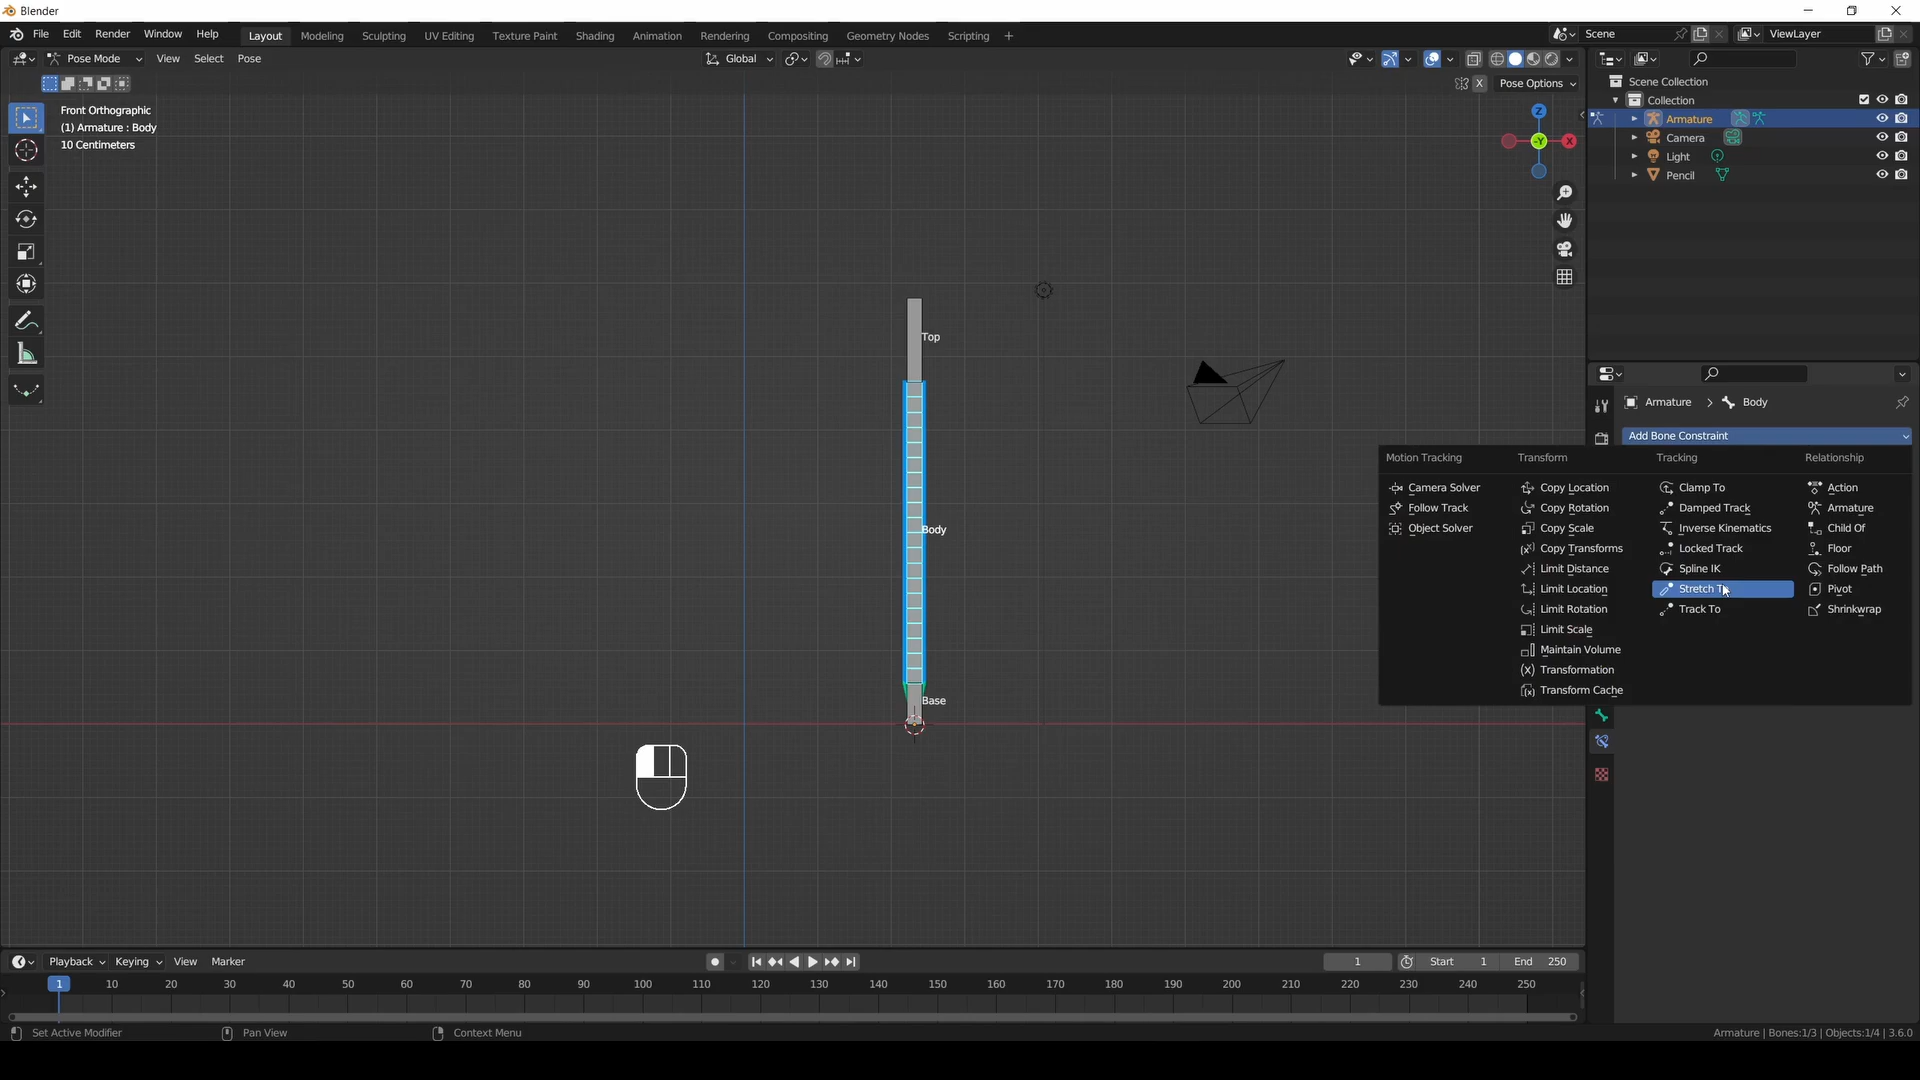 Blender
File Edit Render Window Help Layout Modeling Sculpting UV Editing Texture Paint Shading Animation Rendering Compositing Geometry Nodes Scripting + Scene ViewLayer
Pose Mode View Select Pose Global
X Pose Options
Front Orthographic
(1) Armature : Body
10 Centimeters
Z
-Y X
Scene Collection
Collection
Armature
Camera
Light
Pencil
Top
Body
Base
Armature > Body
Add Bone Constraint
Motion Tracking Transform Tracking Relationship
Camera Solver Copy Location Clamp To Action
Follow Track Copy Rotation Damped Track Armature
Object Solver Copy Scale Inverse Kinematics Child Of
Copy Transforms Locked Track Floor
Limit Distance Spline IK Follow Path
Limit Location Stretch To Pivot
Limit Rotation Track To Shrinkwrap
Limit Scale
Maintain Volume
Transformation
Transform Cache
Playback Keying View Marker 1 Start 1 End 250
1 10 20 30 40 50 60 70 80 90 100 110 120 130 140 150 160 170 180 190 200 210 220 230 240 250
Set Active Modifier Pan View Context Menu Armature | Bones:1/3 | Objects:1/4 | 3.6.0